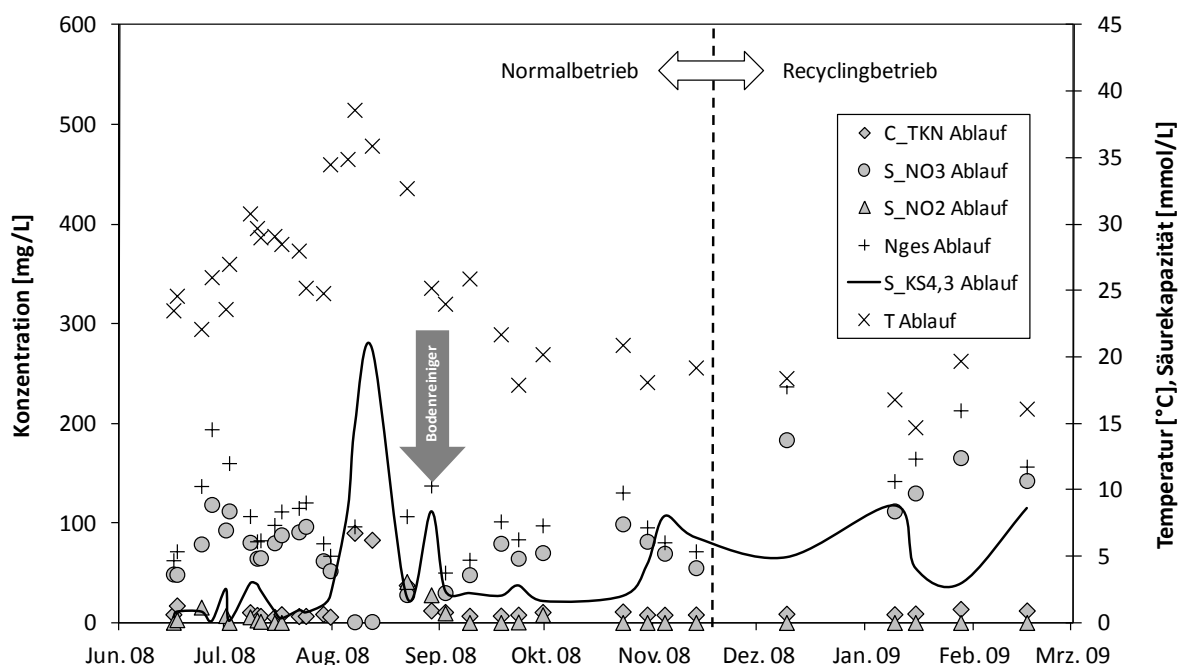 600
500
400
300
200
100
0
Konzentration [mg/L]
45
40
35
30
25
20
15
10
5
0
Temperatur [°C], Säurekapazität [mmol/L]
Normalbetrieb
Recyclingbetrieb
C_TKN Ablauf
S_NO3 Ablauf
S_NO2 Ablauf
Nges Ablauf
S_KS4,3 Ablauf
T Ablauf
Bodenreiniger
Jun. 08 Jul. 08 Aug. 08 Sep. 08 Okt. 08 Nov. 08 Dez. 08 Jan. 09 Feb. 09 Mrz. 09